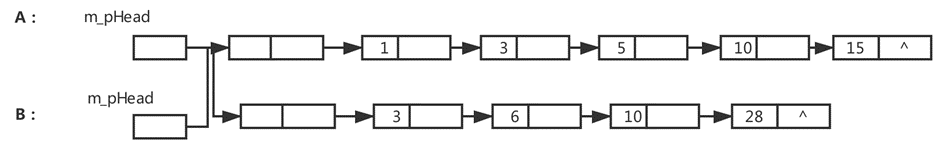 A： m_pHead
1 3 5 10 15 ^
m_pHead
B：
3 6 10 28 ^